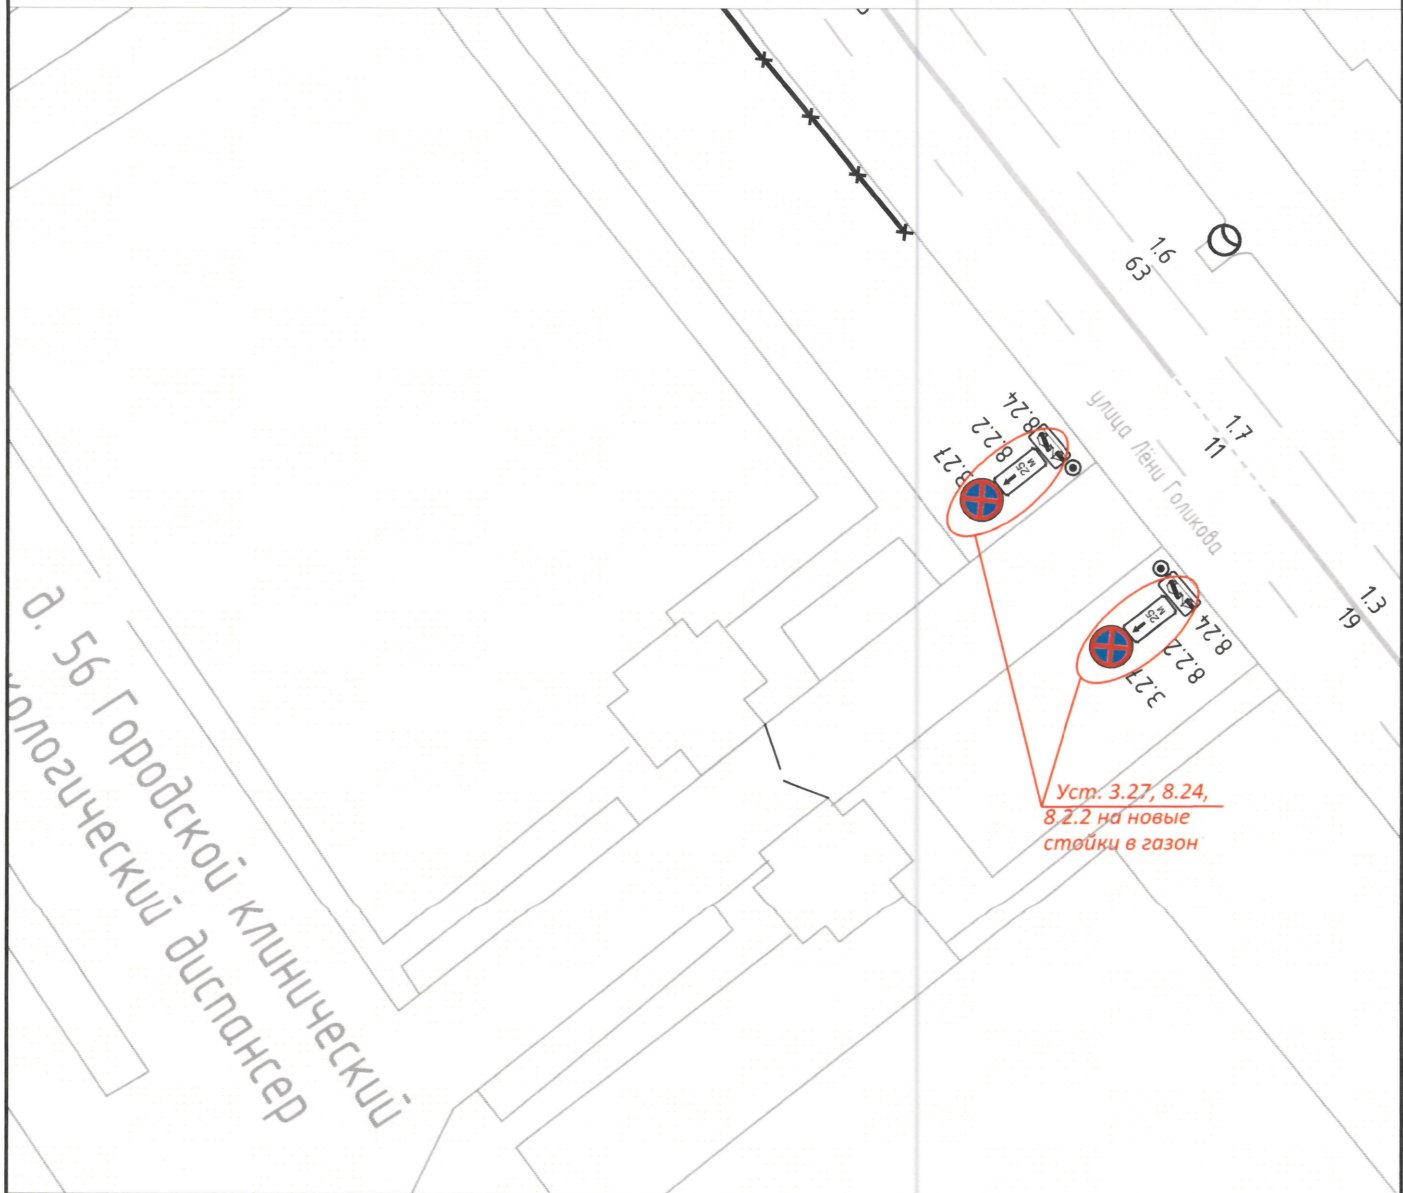 1.6
63
1.7
11
1.3
19
улица Лёни Голикова
8.24
8.2.2
3.27
25
м
25
м
8.24
8.2.2
3.27
Уст. 3.27, 8.24,
8.2.2 на новые
стойки в газон
д. 56 Городской клинический
кологический диспансер